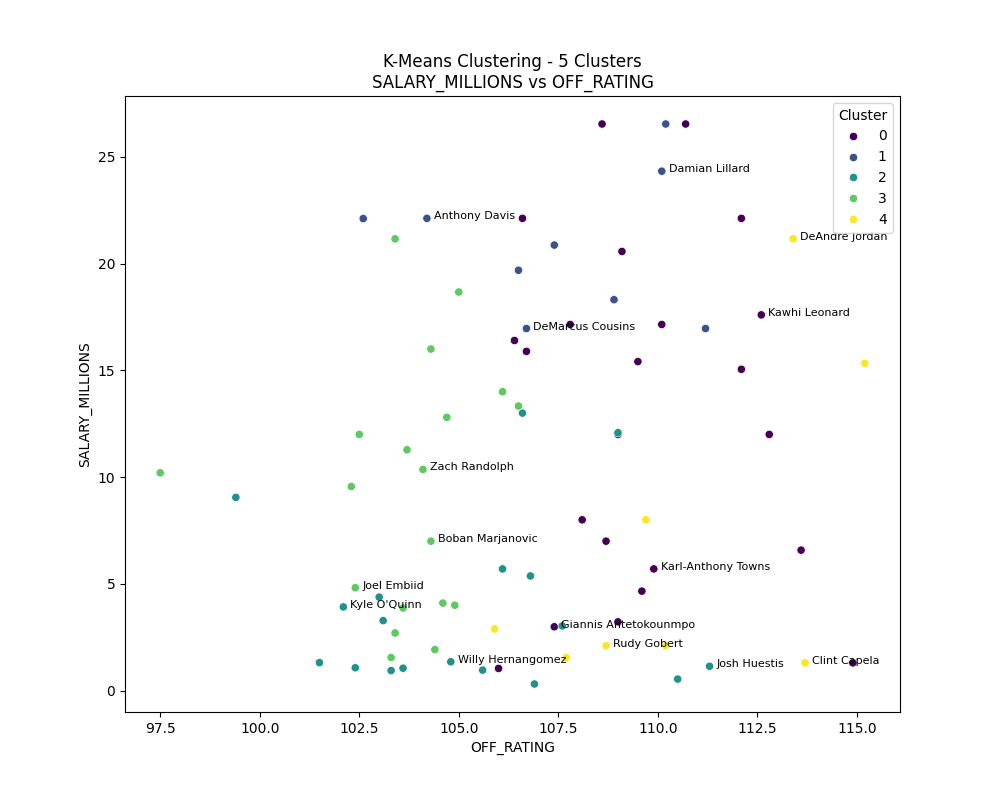 K-Means Clustering - 5 Clusters
SALARY_MILLIONS vs OFF_RATING
Cluster
0
1
2
3
4
Damian Lillard
Anthony Davis
DeAndre Jordan
Kawhi Leonard
DeMarcus Cousins
Zach Randolph
Boban Marjanovic
Karl-Anthony Towns
Joel Embiid
Kyle O'Quinn
Giannis Antetokounmpo
Rudy Gobert
Willy Hernangomez
Josh Huestis
Clint Capela
25
20
15
10
5
0
SALARY_MILLIONS
97.5 100.0 102.5 105.0 107.5 110.0 112.5 115.0
OFF_RATING